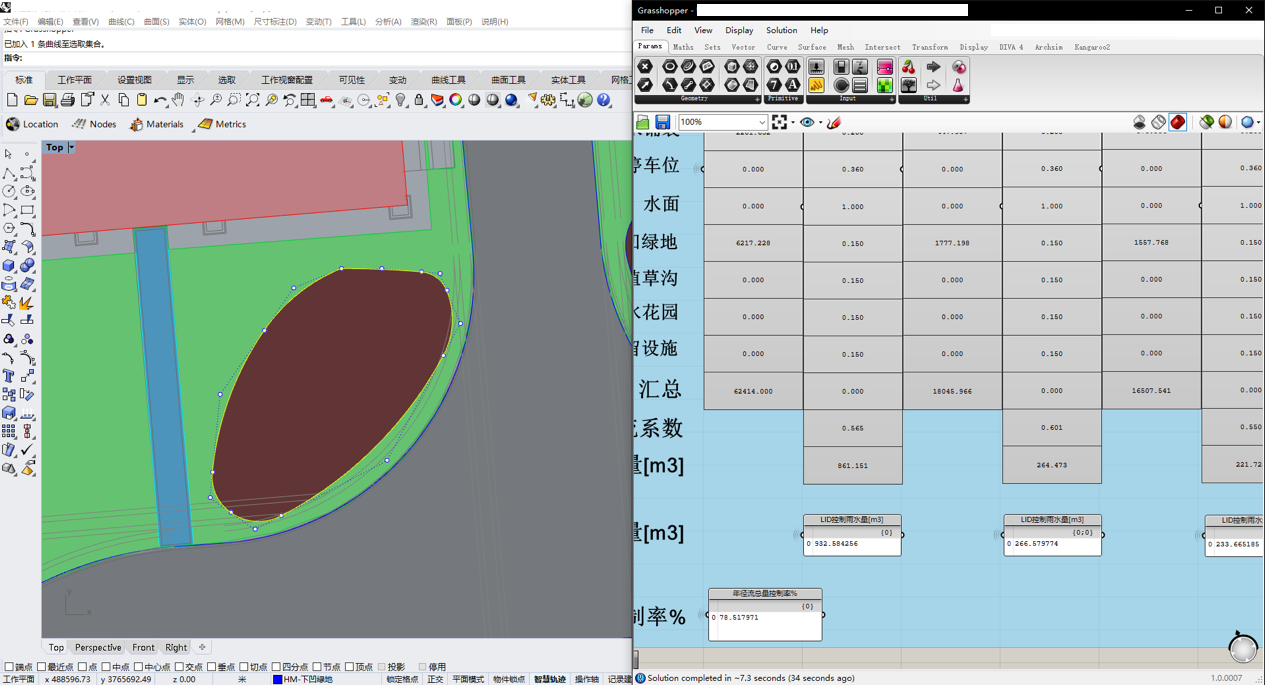 文件(F) 编辑(E) 查看(V) 曲线(C) 曲面(S) 实体(O) 网格(M) 尺寸标注(D) 变动(T) 工具(L) 分析(A) 渲染(R) 面板(P) 说明(H)
已加入 1 条曲线至选取集合。
指令:
标准 工作平面 设置视图 显示 选取 工作视窗配置 可见性 变动 曲线工具 曲面工具 实体工具
Location Nodes Materials Metrics
Top
Top Perspective Front Right
端点 最近点 点 中点 中心点 交点 垂点 切点 四分点 节点 顶点 投影 停用
工作平面 x 488596.73 y 3765692.49 z 0.00 米 HM-下凹绿地 锁定格点 正交 平面模式 物件锁点 智慧轨迹 操作轴
Grasshopper -
File Edit View Display Solution Help
Params Maths Sets Vector Curve Surface Mesh Intersect Transform Display DIVA 4 Archsim Kangaroo2
Geometry Primitive Input Util
100%
停车位 0.000 0.360 0.000 0.360 0.000 0.360
水面 0.000 1.000 0.000 1.000 0.000 1.000
绿地 6217.228 0.150 1777.198 0.150 1557.768 0.150
植草沟 0.000 0.150 0.000 0.150 0.000 0.150
水花园 0.000 0.150 0.000 0.150 0.000 0.150
设施 0.000 0.150 0.000 0.150 0.000 0.150
汇总 62414.000 0.000 18045.966 0.000 16507.541 0.000
系数 0.565 0.601 0.550
量[m3] 861.151 264.473 221.72
LID控制雨水量[m3] LID控制雨水量[m3] LID控制雨水
{0} {0;0}
量[m3] 0 932.584256 0 266.579774 0 233.665185
年径流总量控制率%
{0}
制率% 0 78.517971
Solution completed in ~7.3 seconds (34 seconds ago) 1.0.0007